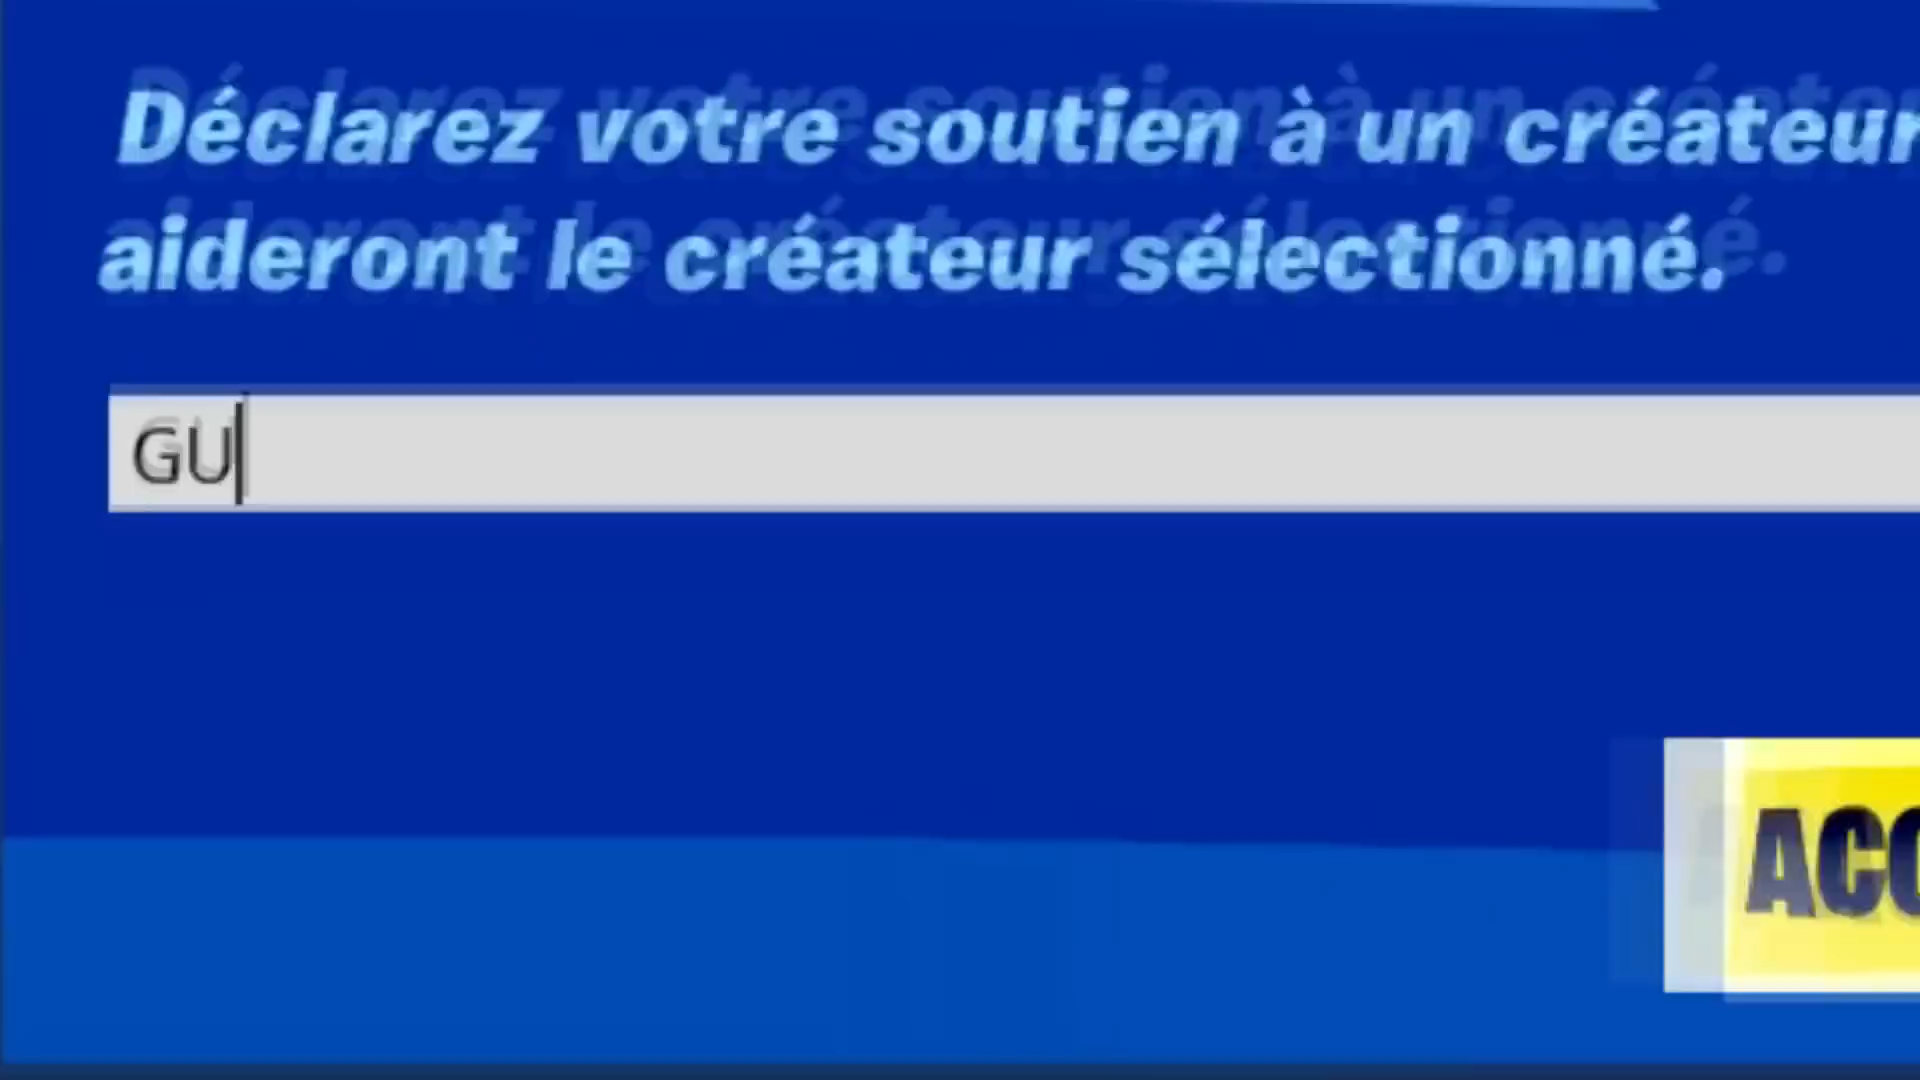 Déclarez votre soutien à un créateur
aideront le créateur sélectionné.
GU